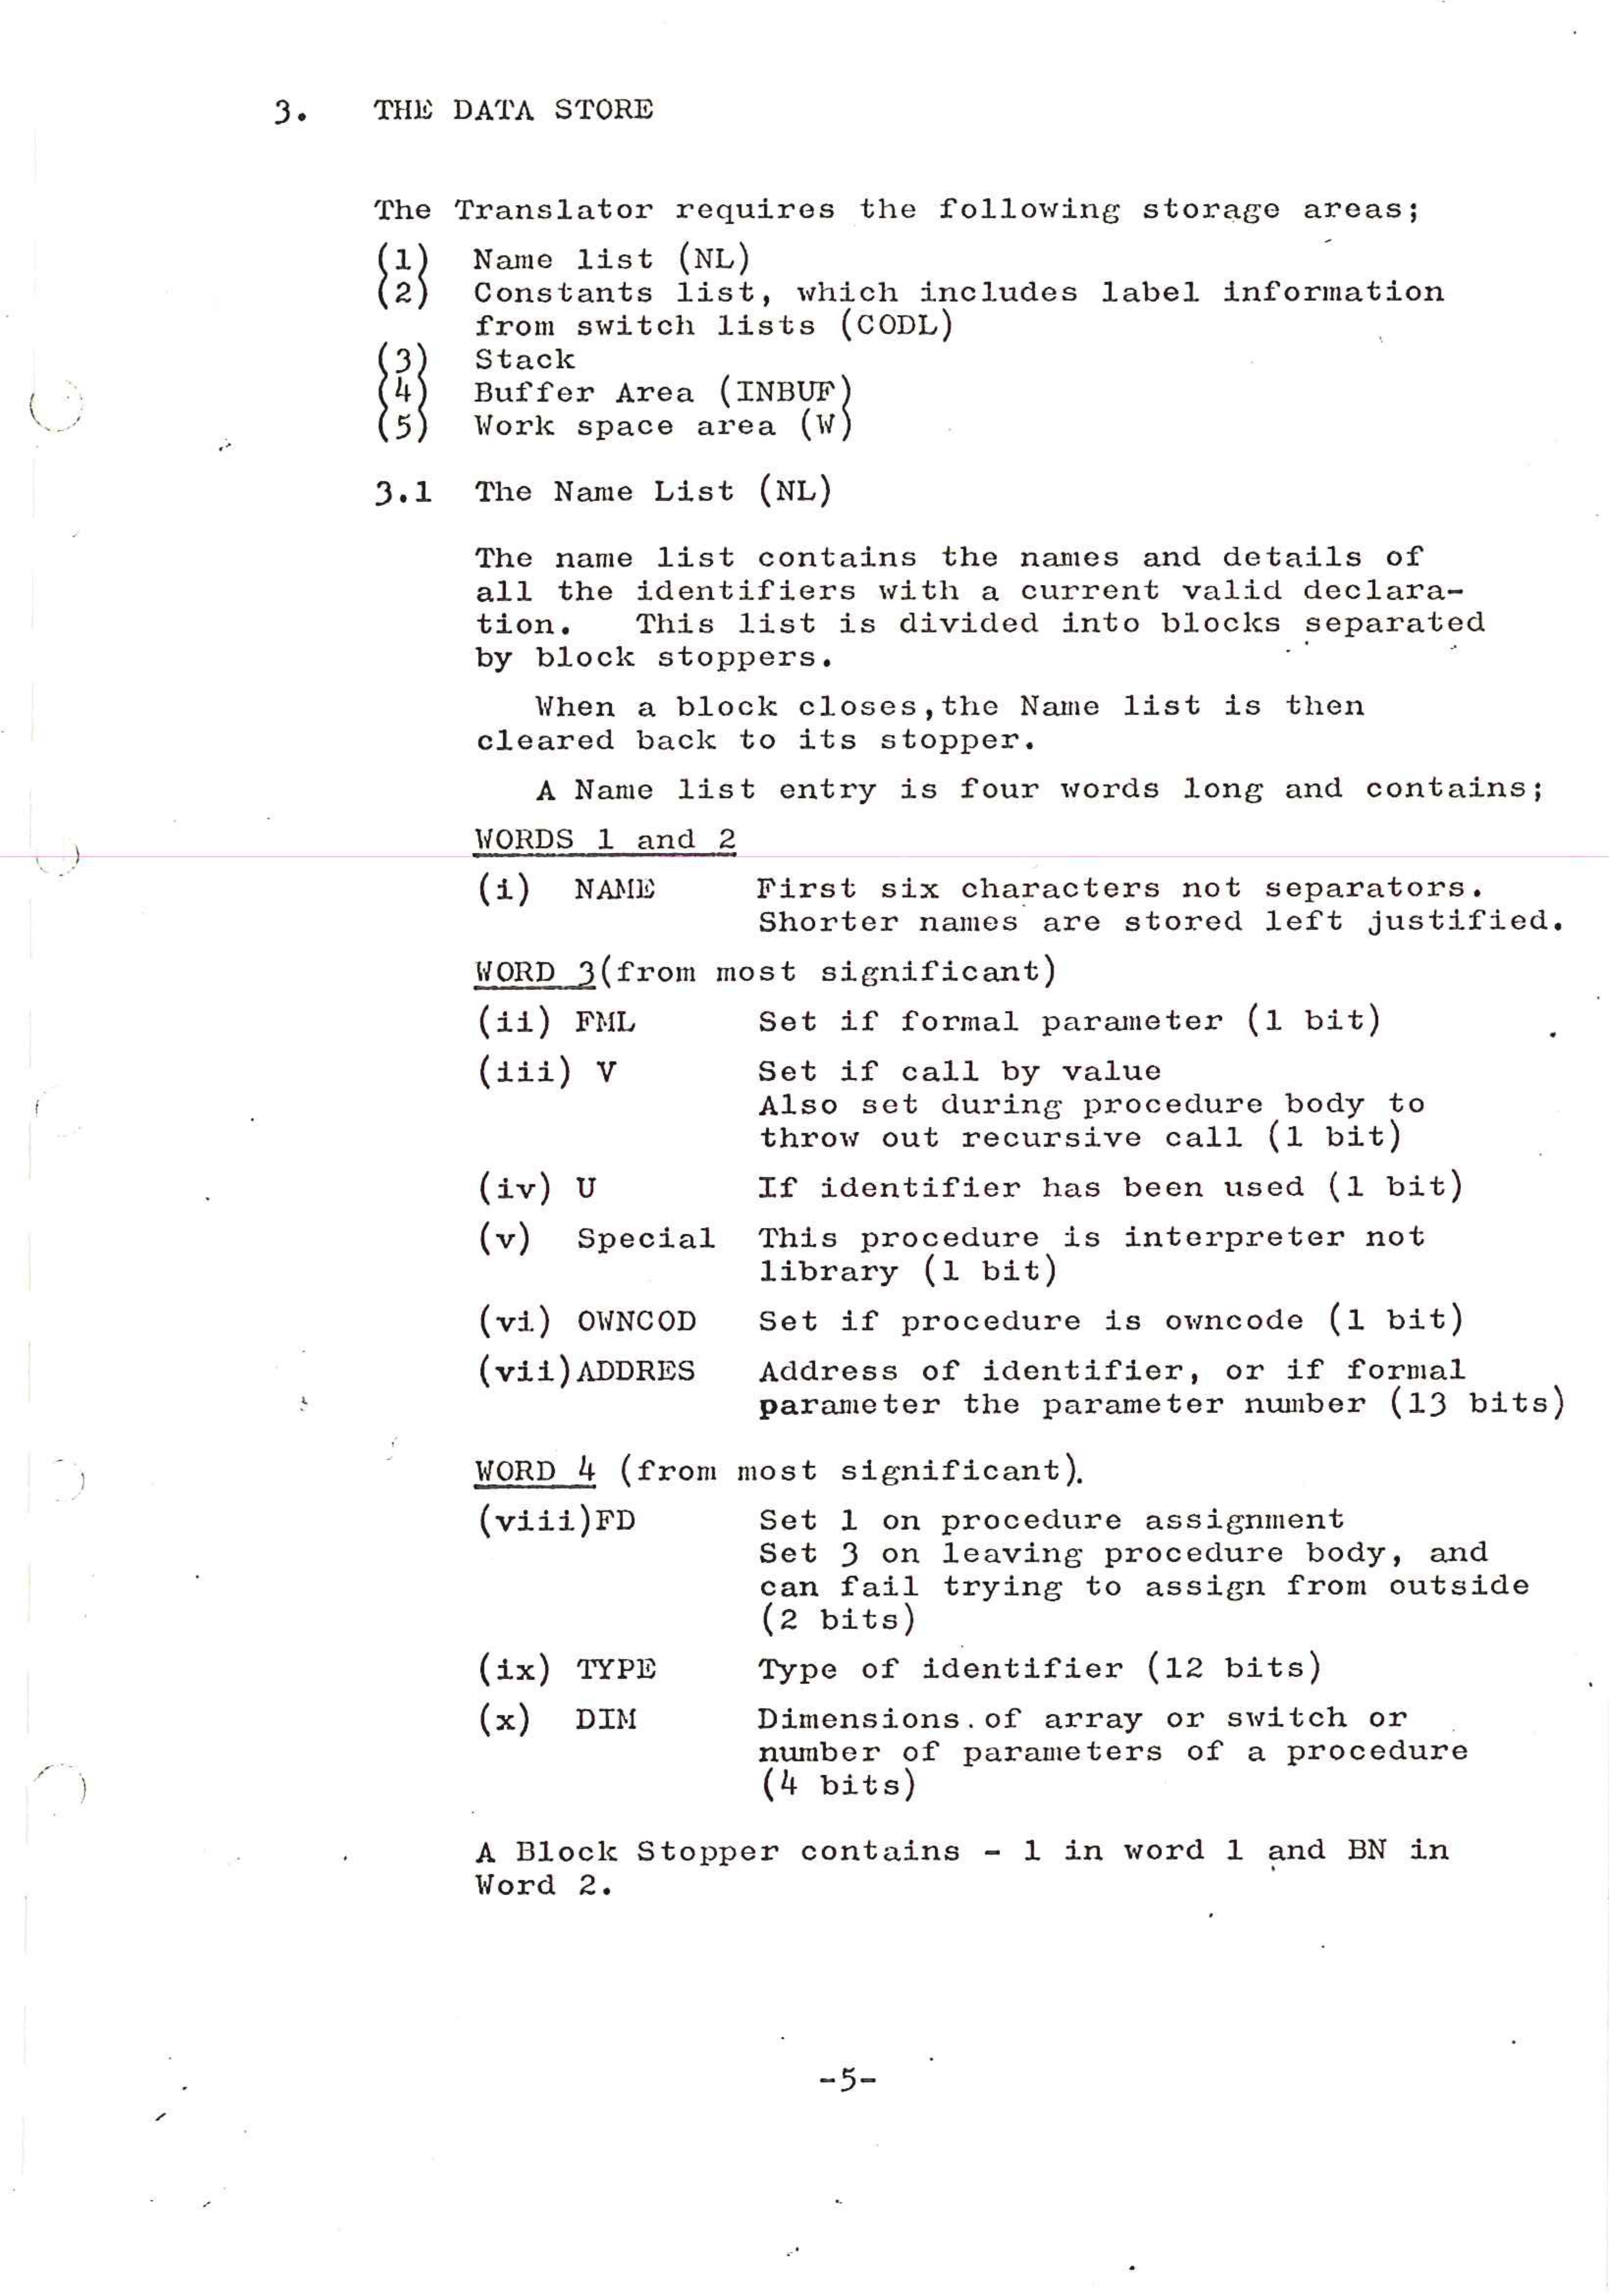 3. THE DATA STORE
The Translator requires the following storage areas;
(1) Name list (NL)
(2) Constants list, which includes label information
from switch lists (CODL)
(3) Stack
(4) Buffer Area (INBUF)
(5) Work space area (W)
3.1 The Name List (NL)
The name list contains the names and details of
all the identifiers with a current valid declara-
tion. This list is divided into blocks separated
by block stoppers.
When a block closes,the Name list is then
cleared back to its stopper.
A Name list entry is four words long and contains;
WORDS 1 and 2
(i) NAME First six characters not separators.
Shorter names are stored left justified.
WORD 3(from most significant)
(ii) FML Set if formal parameter (1 bit)
(iii) V Set if call by value
Also set during procedure body to
throw out recursive call (1 bit)
(iv) U If identifier has been used (1 bit)
(v) Special This procedure is interpreter not
library (1 bit)
(vi) OWNCOD Set if procedure is owncode (1 bit)
(vii)ADDRES Address of identifier, or if formal
parameter the parameter number (13 bits)
WORD 4 (from most significant).
(viii)FD Set 1 on procedure assignment
Set 3 on leaving procedure body, and
can fail trying to assign from outside
(2 bits)
(ix) TYPE Type of identifier (12 bits)
(x) DIM Dimensions.of array or switch or
number of parameters of a procedure
(4 bits)
A Block Stopper contains - 1 in word 1 and BN in
Word 2.
-5-